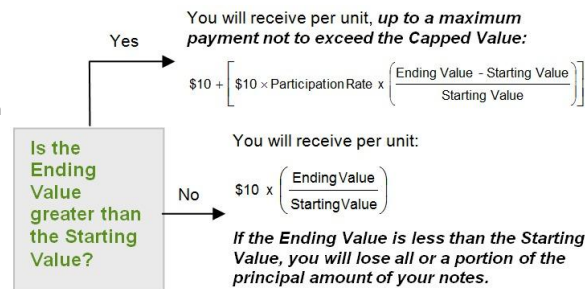 You will receive per unit, up to a maximum
payment not to exceed the Capped Value:
Yes
$10 + [ $10 × Participation Rate x ( Ending Value - Starting Value
Starting Value ) ]
Is the
Ending
Value
greater than
the Starting
Value?
No
You will receive per unit:
$10 x ( Ending Value
Starting Value )
If the Ending Value is less than the Starting
Value, you will lose all or a portion of the
principal amount of your notes.